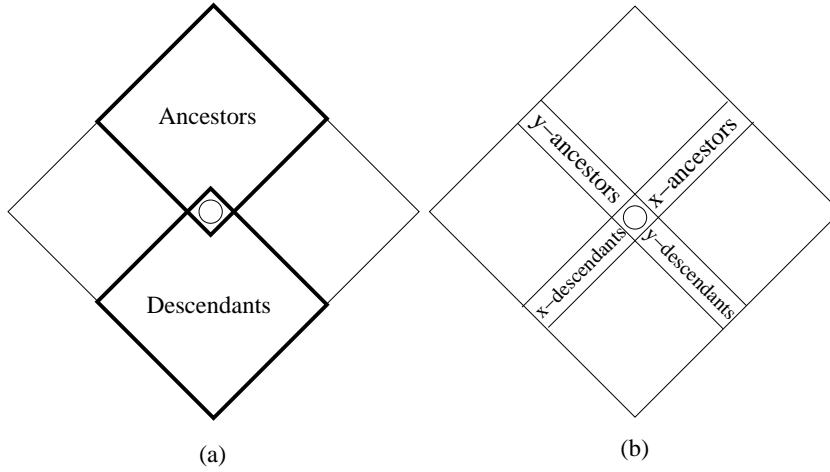 Ancestors
Descendants
(a)
y–ancestors
x–ancestors
x–descendants
y–descendants
(b)